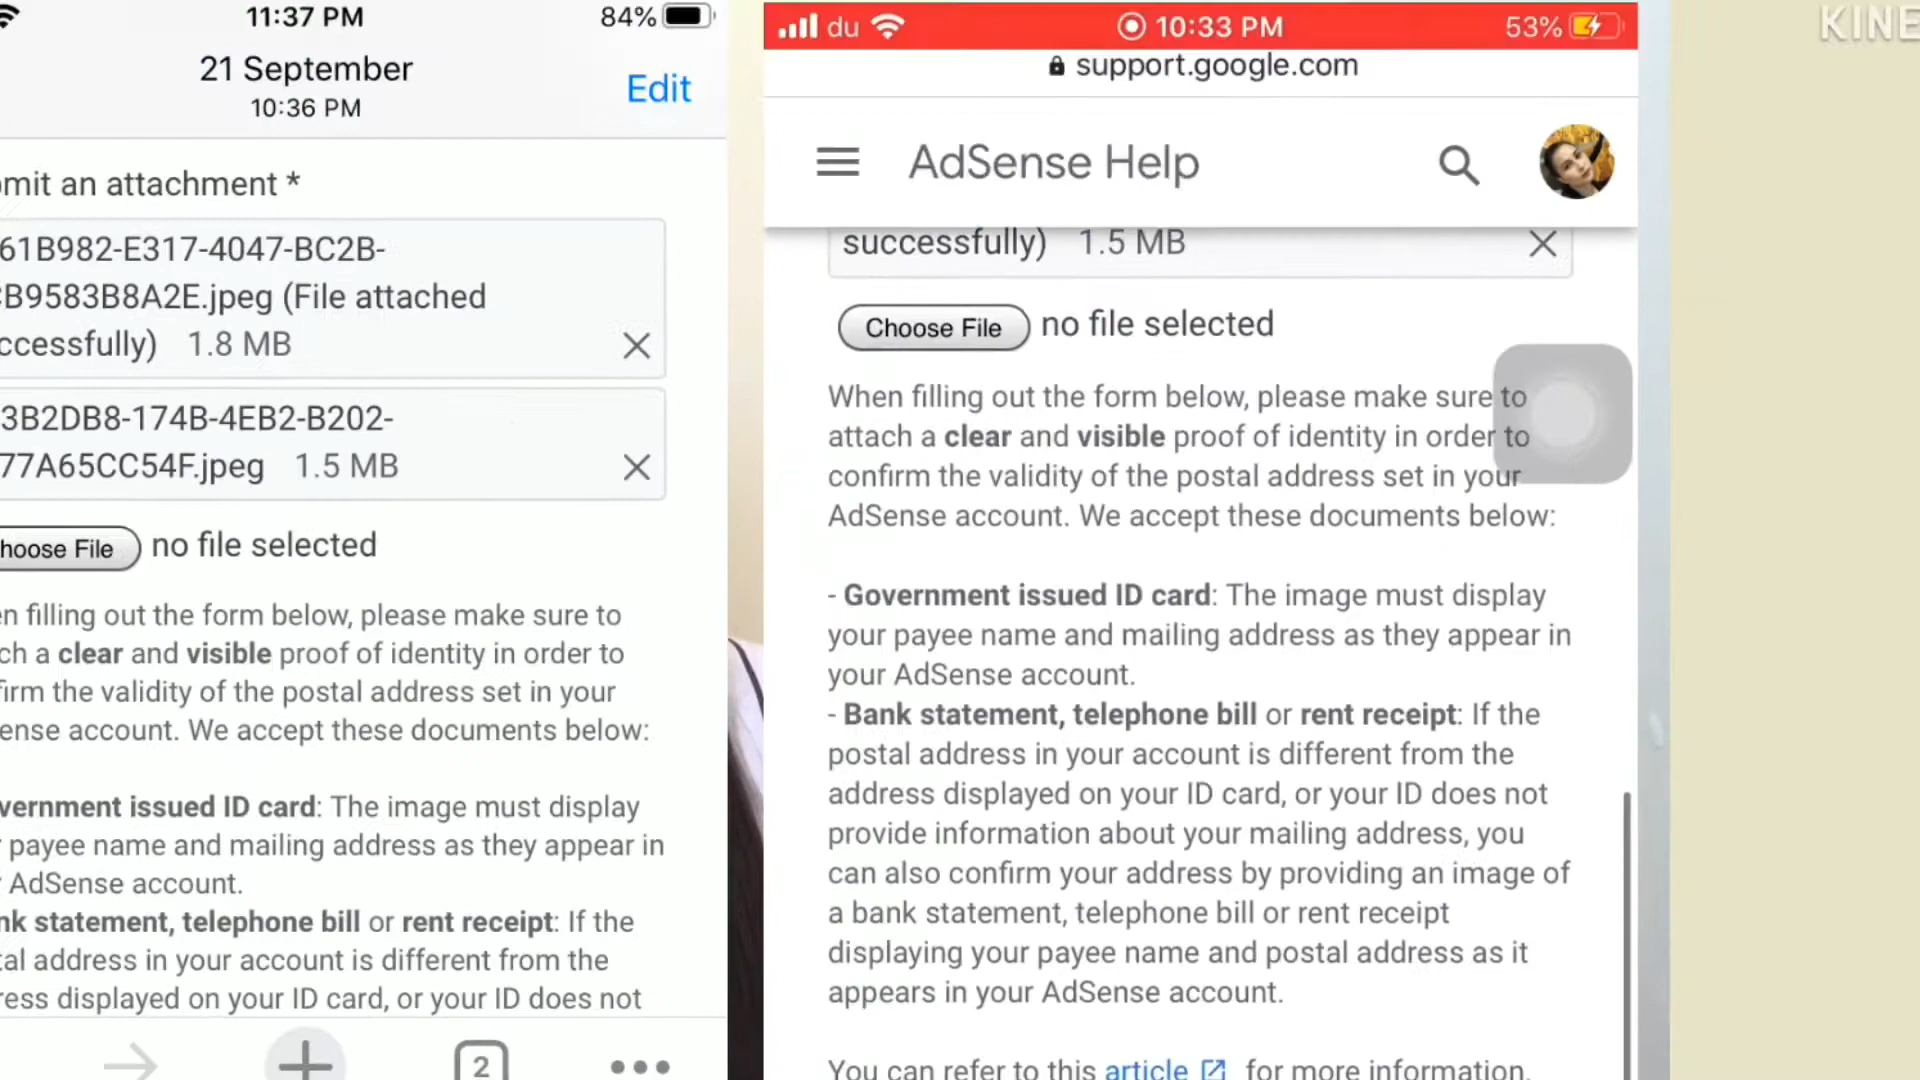 11:37 PM
84%
21 September
10:36 PM
Edit
mit an attachment *
61B982-E317-4047-BC2B-
B9583B8A2E.jpeg (File attached
ccessfully) 1.8 MB
3B2DB8-174B-4EB2-B202-
77A65CC54F.jpeg 1.5 MB
hoose File no file selected
n filling out the form below, please make sure to
ch a clear and visible proof of identity in order to
firm the validity of the postal address set in your
ense account. We accept these documents below:
vernment issued ID card: The image must display
payee name and mailing address as they appear in
AdSense account.
nk statement, telephone bill or rent receipt: If the
tal address in your account is different from the
ress displayed on your ID card, or your ID does not
2
du
10:33 PM
53%
support.google.com
AdSense Help
successfully) 1.5 MB
Choose File no file selected
When filling out the form below, please make sure to
attach a clear and visible proof of identity in order to
confirm the validity of the postal address set in your
AdSense account. We accept these documents below:
- Government issued ID card: The image must display
your payee name and mailing address as they appear in
your AdSense account.
- Bank statement, telephone bill or rent receipt: If the
postal address in your account is different from the
address displayed on your ID card, or your ID does not
provide information about your mailing address, you
can also confirm your address by providing an image of
a bank statement, telephone bill or rent receipt
displaying your payee name and postal address as it
appears in your AdSense account.
You can refer to this article for more information.
KINE